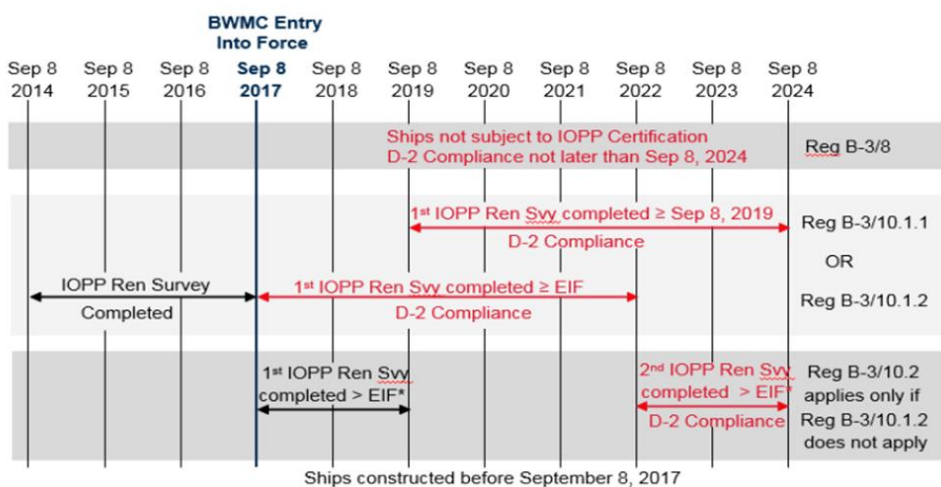 BWMC Entry
Into Force
Sep 8 Sep 8 Sep 8 Sep 8 Sep 8 Sep 8 Sep 8 Sep 8 Sep 8 Sep 8 Sep 8
2014 2015 2016 2017 2018 2019 2020 2021 2022 2023 2024
Ships not subject to IOPP Certification
D-2 Compliance not later than Sep 8, 2024
Reg B-3/8
1st IOPP Ren Svy completed ≥ Sep 8, 2019
D-2 Compliance
Reg B-3/10.1.1
OR
IOPP Ren Survey
Completed
1st IOPP Ren Svy completed ≥ EIF
D-2 Compliance
Reg B-3/10.1.2
1st IOPP Ren Svy
completed > EIF*
2nd IOPP Ren Svy
completed > EIF*
D-2 Compliance
Reg B-3/10.2
applies only if
Reg B-3/10.1.2
does not apply
Ships constructed before September 8, 2017